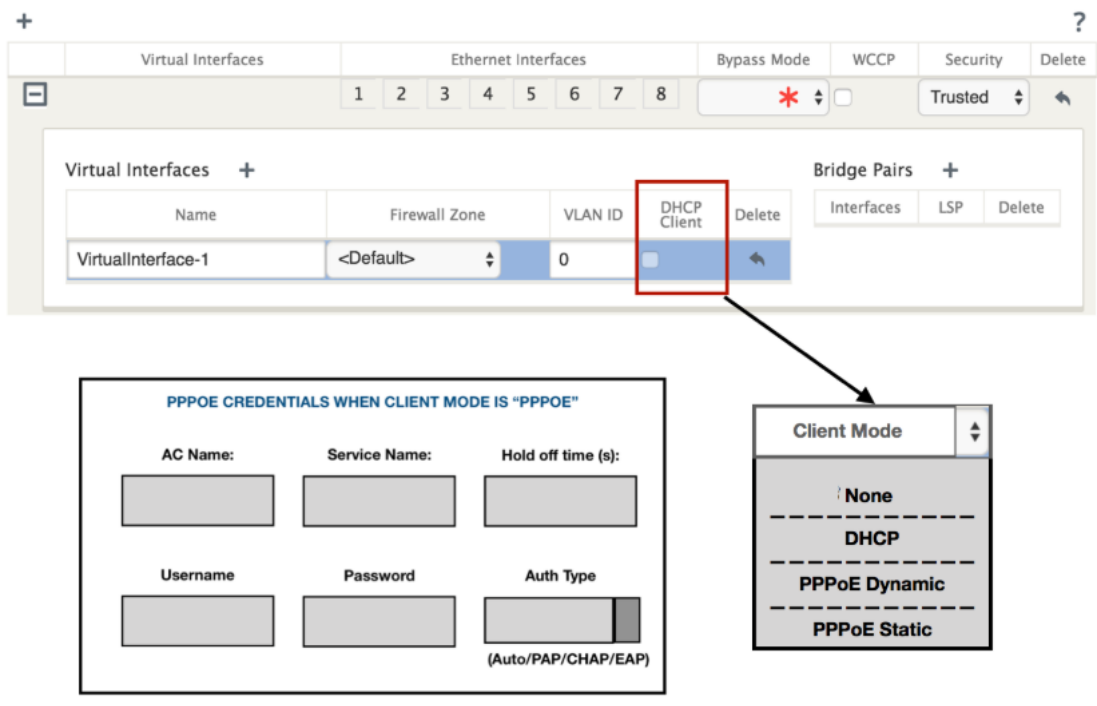 + ?
Virtual Interfaces Ethernet Interfaces Bypass Mode WCCP Security Delete
1 2 3 4 5 6 7 8 * Trusted
Virtual Interfaces + Bridge Pairs +
Name Firewall Zone VLAN ID DHCP Client Delete Interfaces LSP Delete
VirtualInterface-1 <Default> 0
PPPOE CREDENTIALS WHEN CLIENT MODE IS “PPPOE”
AC Name: Service Name: Hold off time (s):
Username Password Auth Type
(Auto/PAP/CHAP/EAP)
Client Mode
None
DHCP
PPPoE Dynamic
PPPoE Static